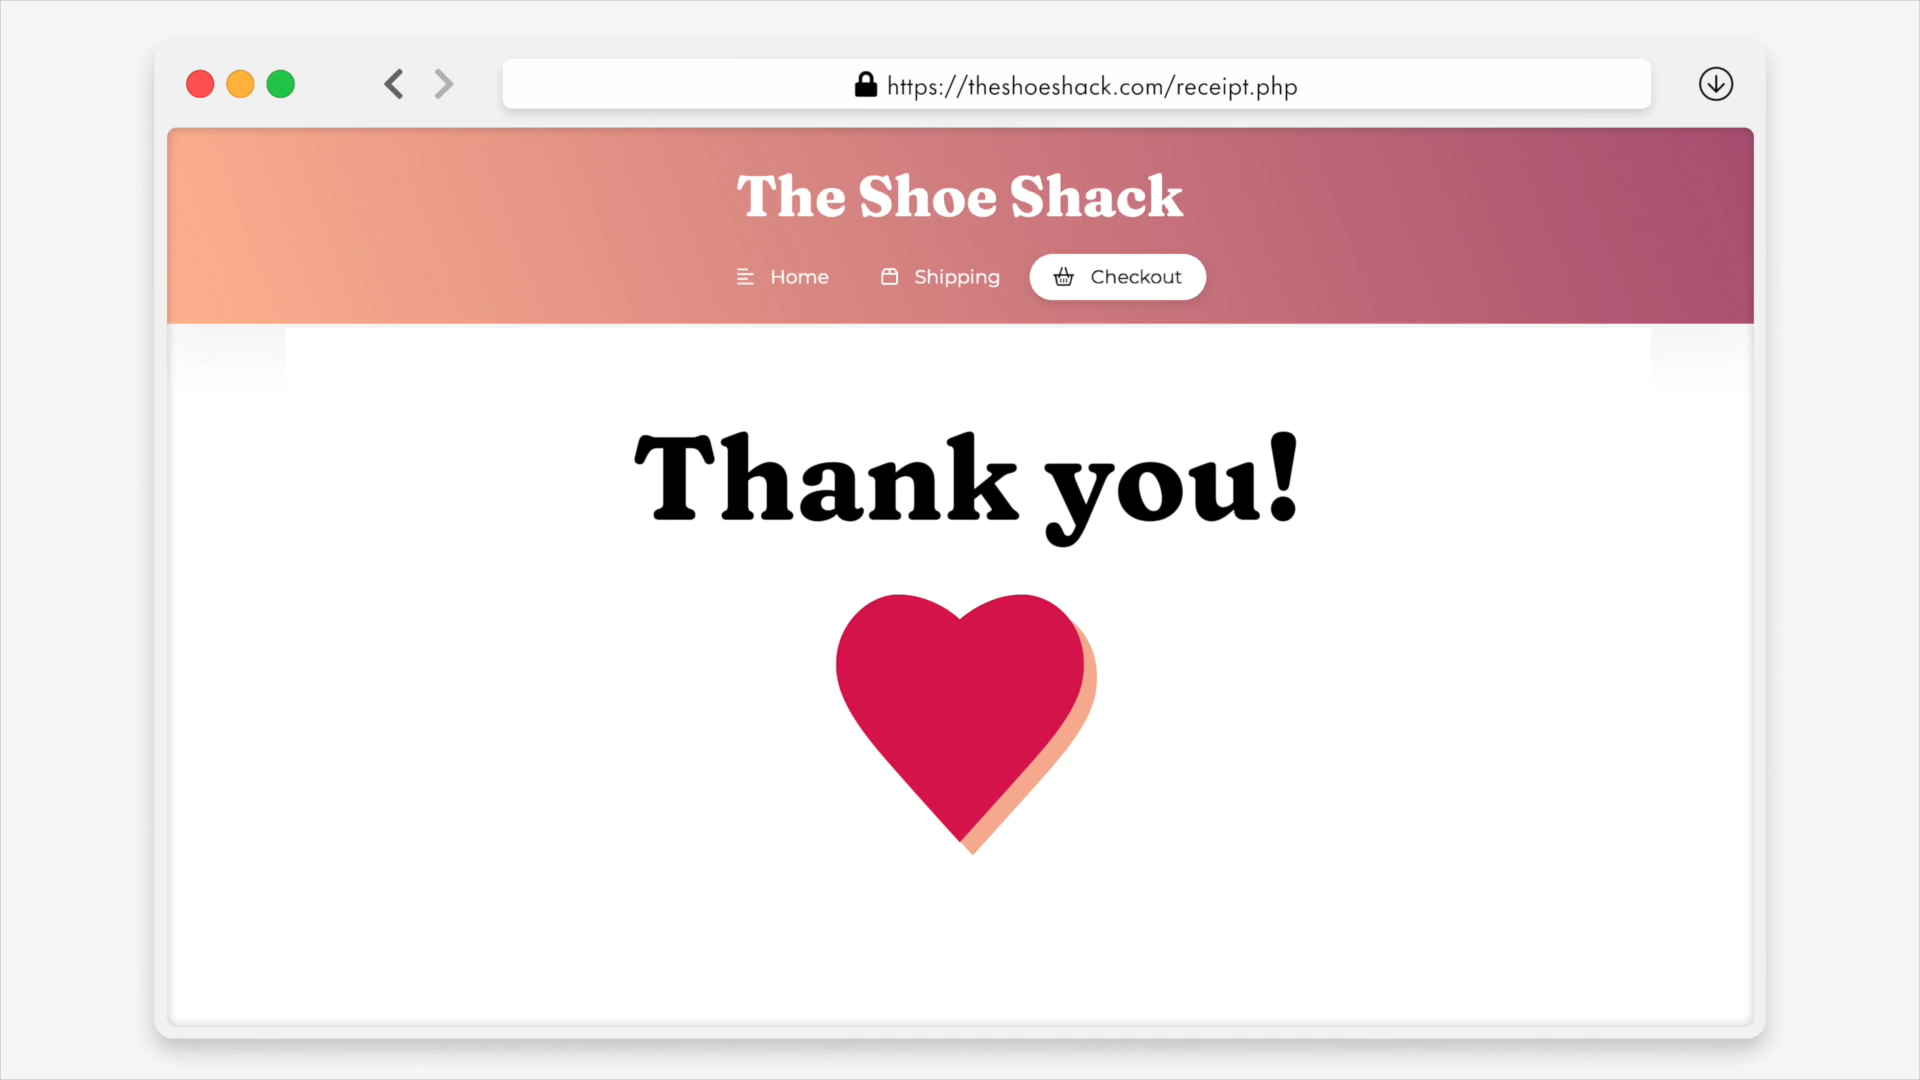 https://theshoeshack.com/receipt.php
The Shoe Shack
Home Shipping Checkout
Thank you!